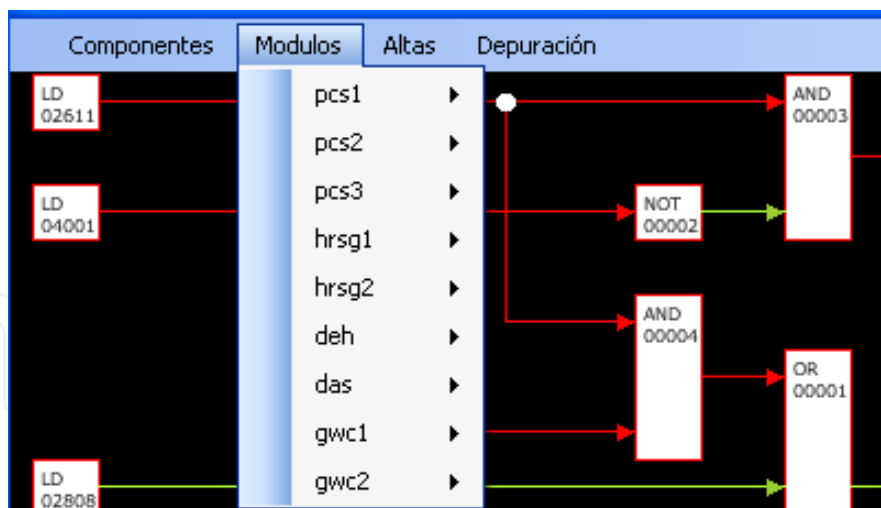 Componentes Modulos Altas Depuración
LD
02611
LD
04001
LD
02808
pcs1
pcs2
pcs3
hrsg1
hrsg2
deh
das
gwc1
gwc2
NOT
00002
AND
00004
AND
00003
OR
00001